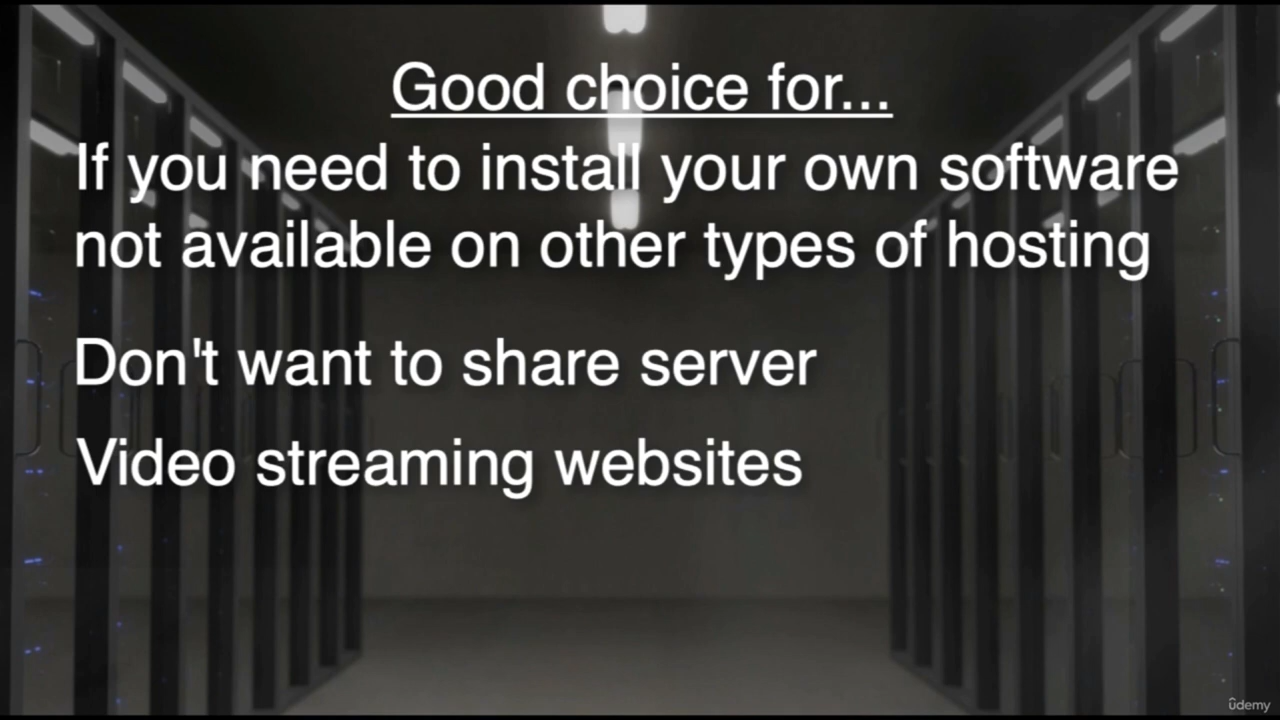 Good choice for...
If you need to install your own software
not available on other types of hosting
Don't want to share server
Video streaming websites
ûdemy